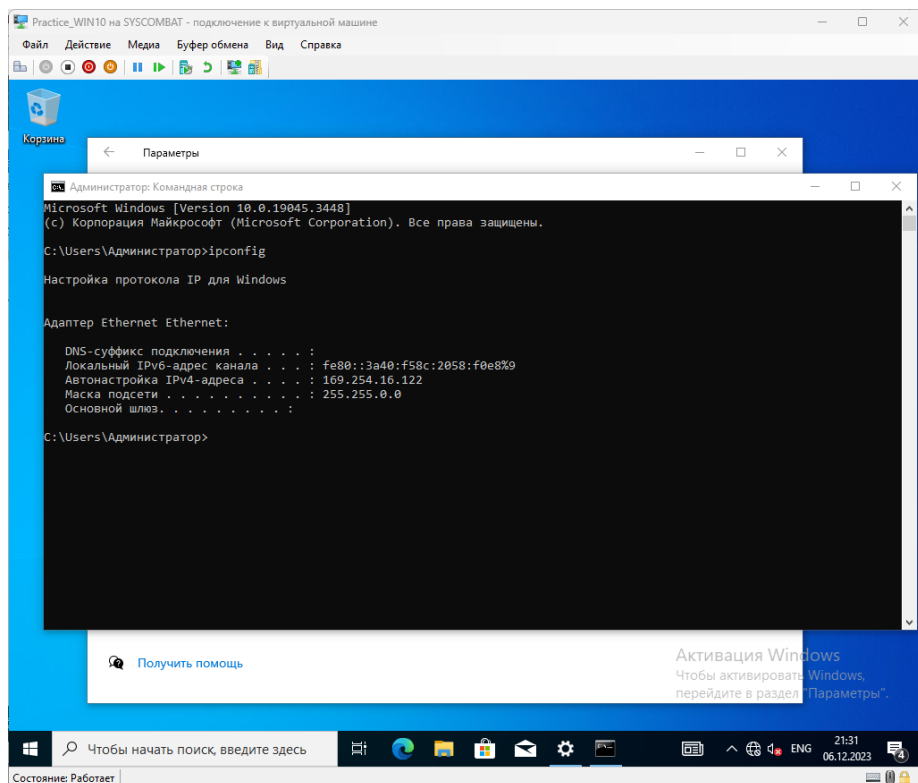 Practice_WIN10 на SYSCOMBAT - подключение к виртуальной машине
Файл Действие Медиа Буфер обмена Вид Справка
Корзина
Параметры
Администратор: Командная строка
Microsoft Windows [Version 10.0.19045.3448]
(c) Корпорация Майкрософт (Microsoft Corporation). Все права защищены.
C:\Users\Администратор>ipconfig
Настройка протокола IP для Windows
Адаптер Ethernet Ethernet:
DNS-суффикс подключения . . . . . :
Локальный IPv6-адрес канала . . . : fe80::3a40:f58c:2058:f0e8%9
Автонастройка IPv4-адреса . . . . : 169.254.16.122
Маска подсети . . . . . . . . . . : 255.255.0.0
Основной шлюз. . . . . . . . . :
C:\Users\Администратор>
Получить помощь
Активация Windows
Чтобы активировать Windows,
перейдите в раздел "Параметры".
Чтобы начать поиск, введите здесь
ENG
21:31
06.12.2023
4
Состояние: Работает